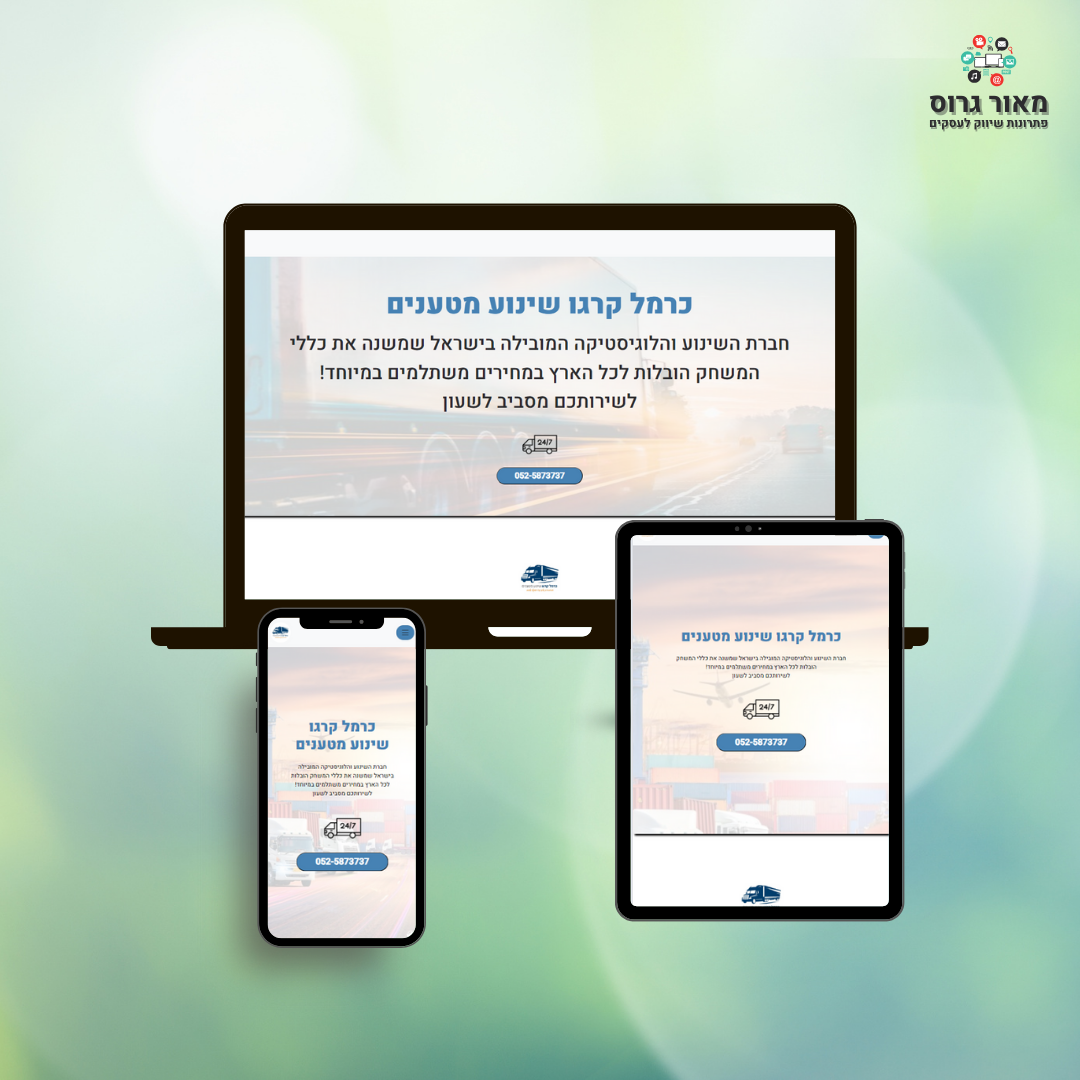 מאור גרוס
פתרונות שיווק לעסקים
כרמל קרגו שינוע מטענים
חברת השינוע והלוגיסטיקה המובילה בישראל שמשנה את כללי
המשחק הובלות לכל הארץ במחירים משתלמים במיוחד!
לשירותכם מסביב לשעון
24/7
052-5873737
כרמל קרגו שינוע מטענים
חברת השינוע והלוגיסטיקה המובילה בישראל שמשנה את כללי המשחק
הובלות לכל הארץ במחירים משתלמים במיוחד!
לשירותכם מסביב לשעון
24/7
052-5873737
כרמל קרגו
שינוע מטענים
חברת השינוע והלוגיסטיקה המובילה
בישראל שמשנה את כללי המשחק הובלות
לכל הארץ במחירים משתלמים במיוחד!
לשירותכם מסביב לשעון
24/7
052-5873737